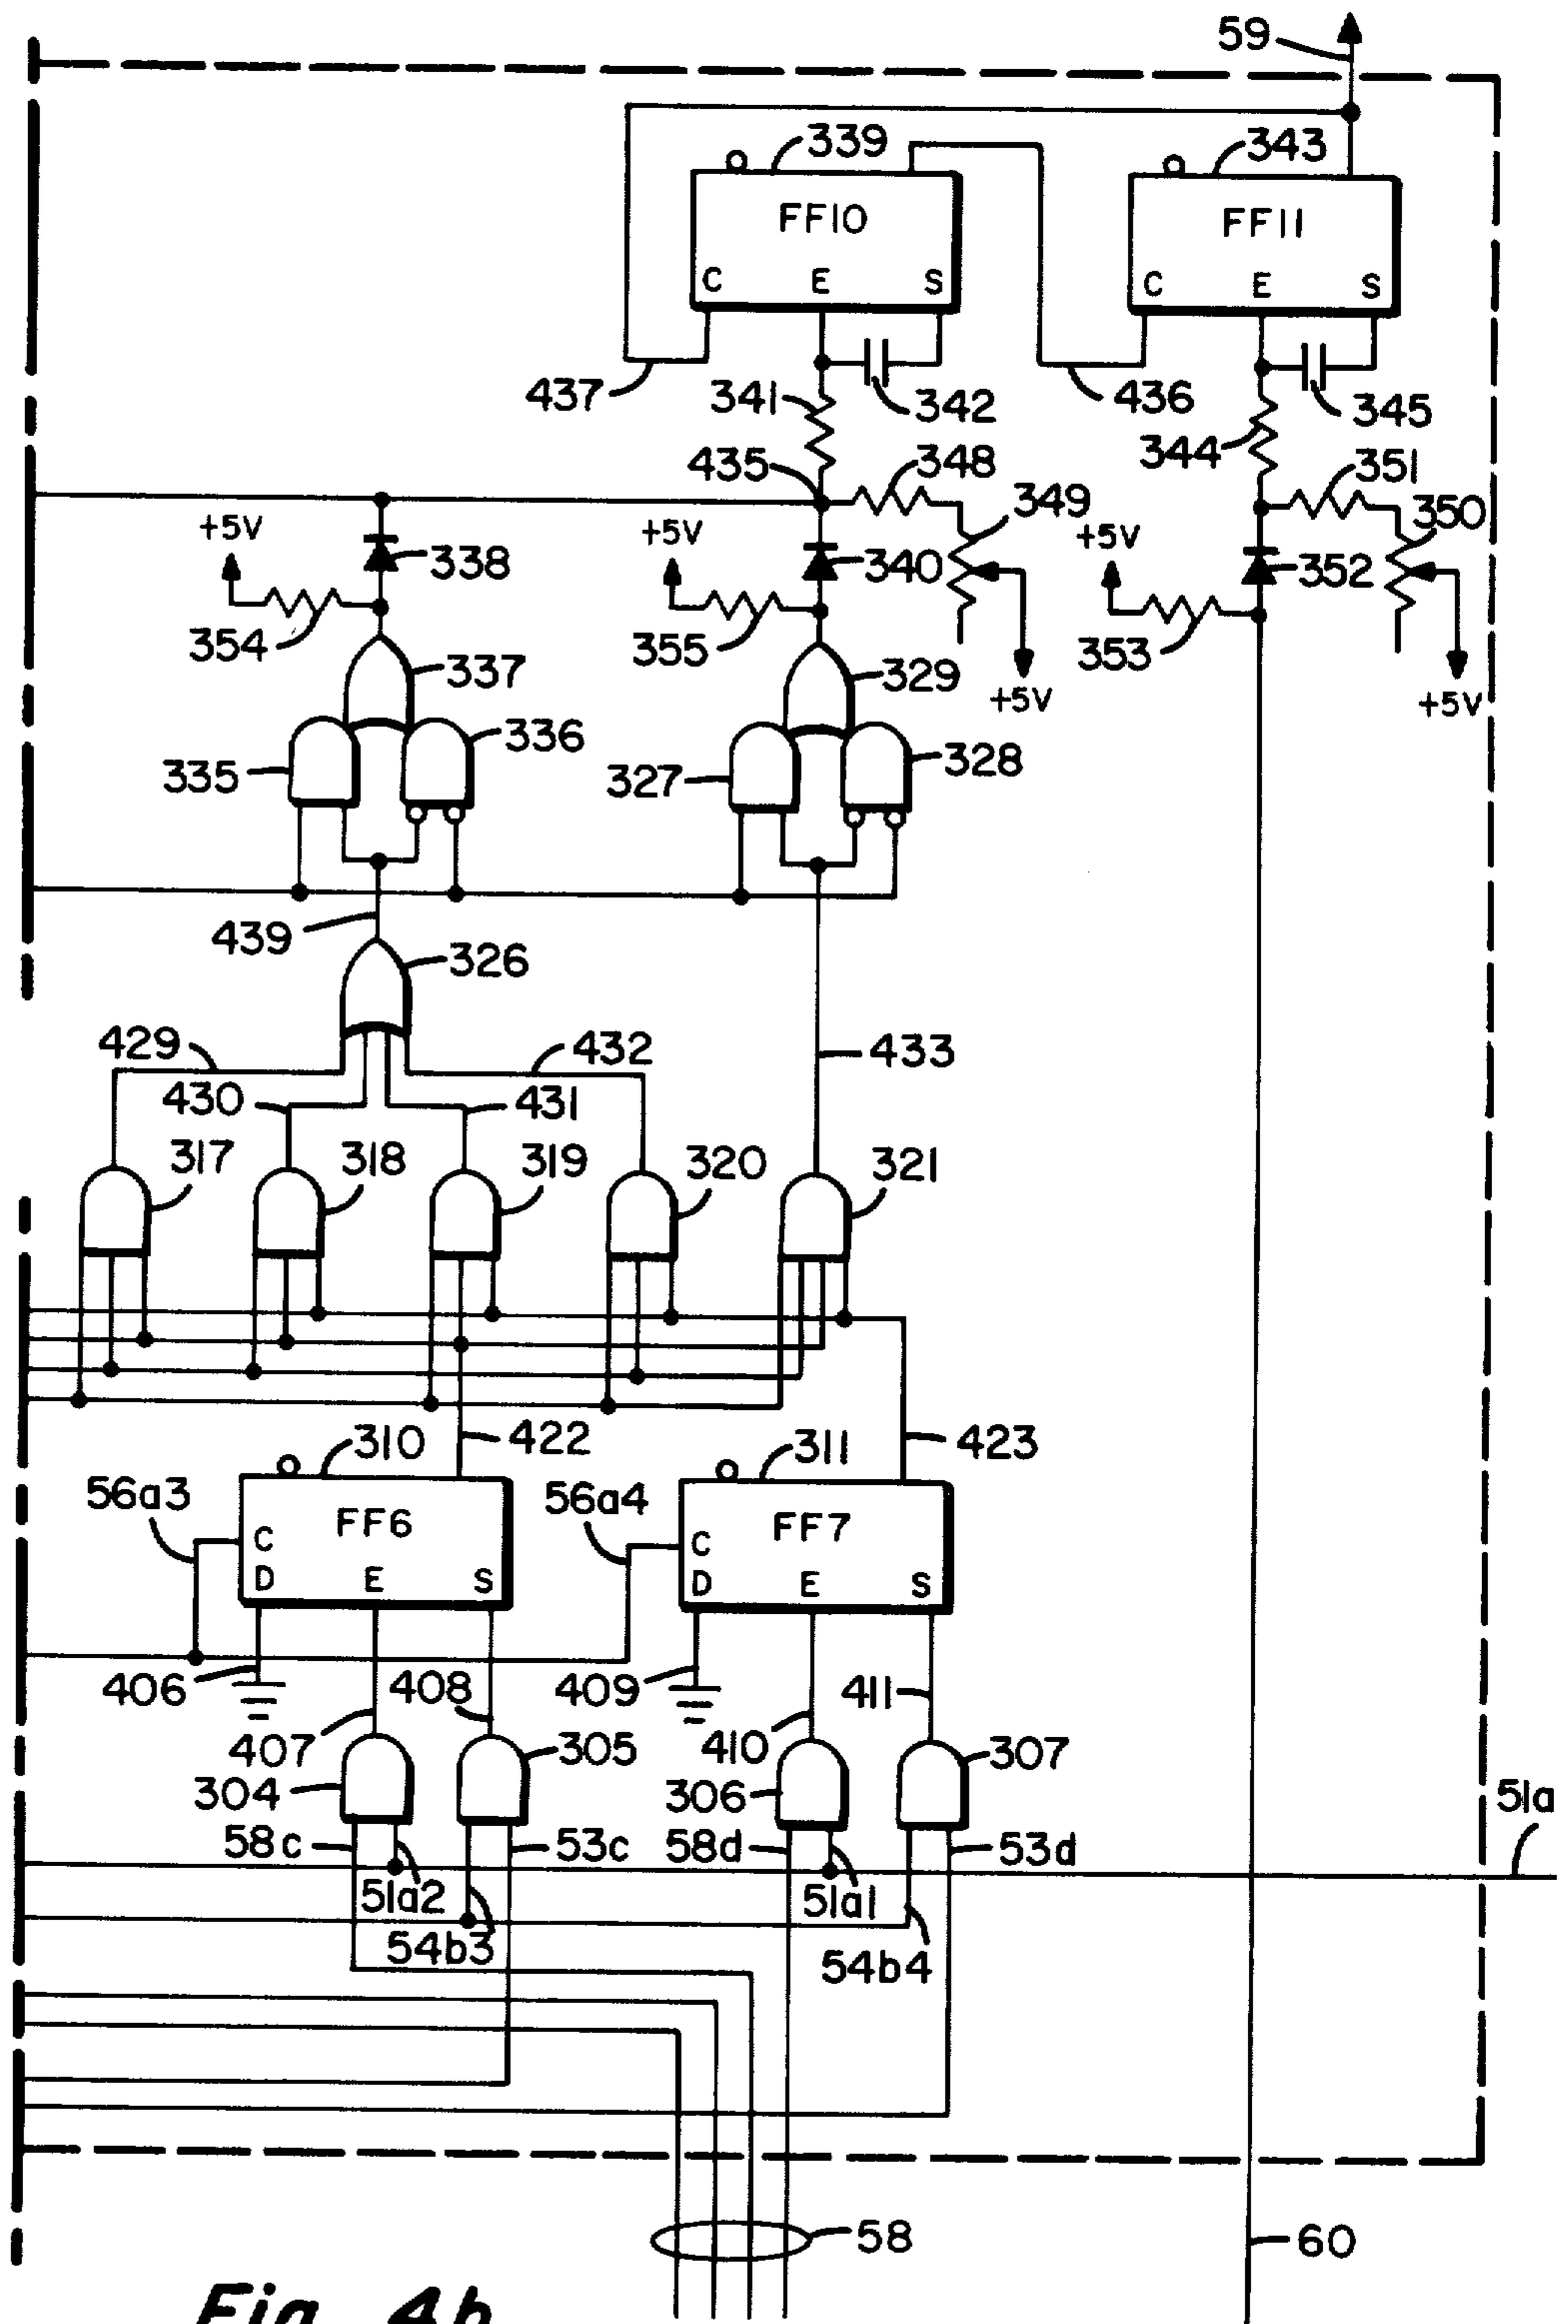 59
339
343
FF10
C E S
FF11
C E S
437
341
342
436
345
344
435
348
349
351
350
+5V
338
+5V
340
+5V
352
354
355
353
337
329
+5V
+5V
335
336
327
328
439
326
429
432
433
430
431
317
318
319
320
321
422
423
310
311
56a3
56a4
FF6
C
D E S
FF7
C
D E S
406
408
409
411
407
305
410
307
304
306
51a
58c
53c
58d
53d
51a2
51a1
54b3
54b4
58
60
Fig. 4b